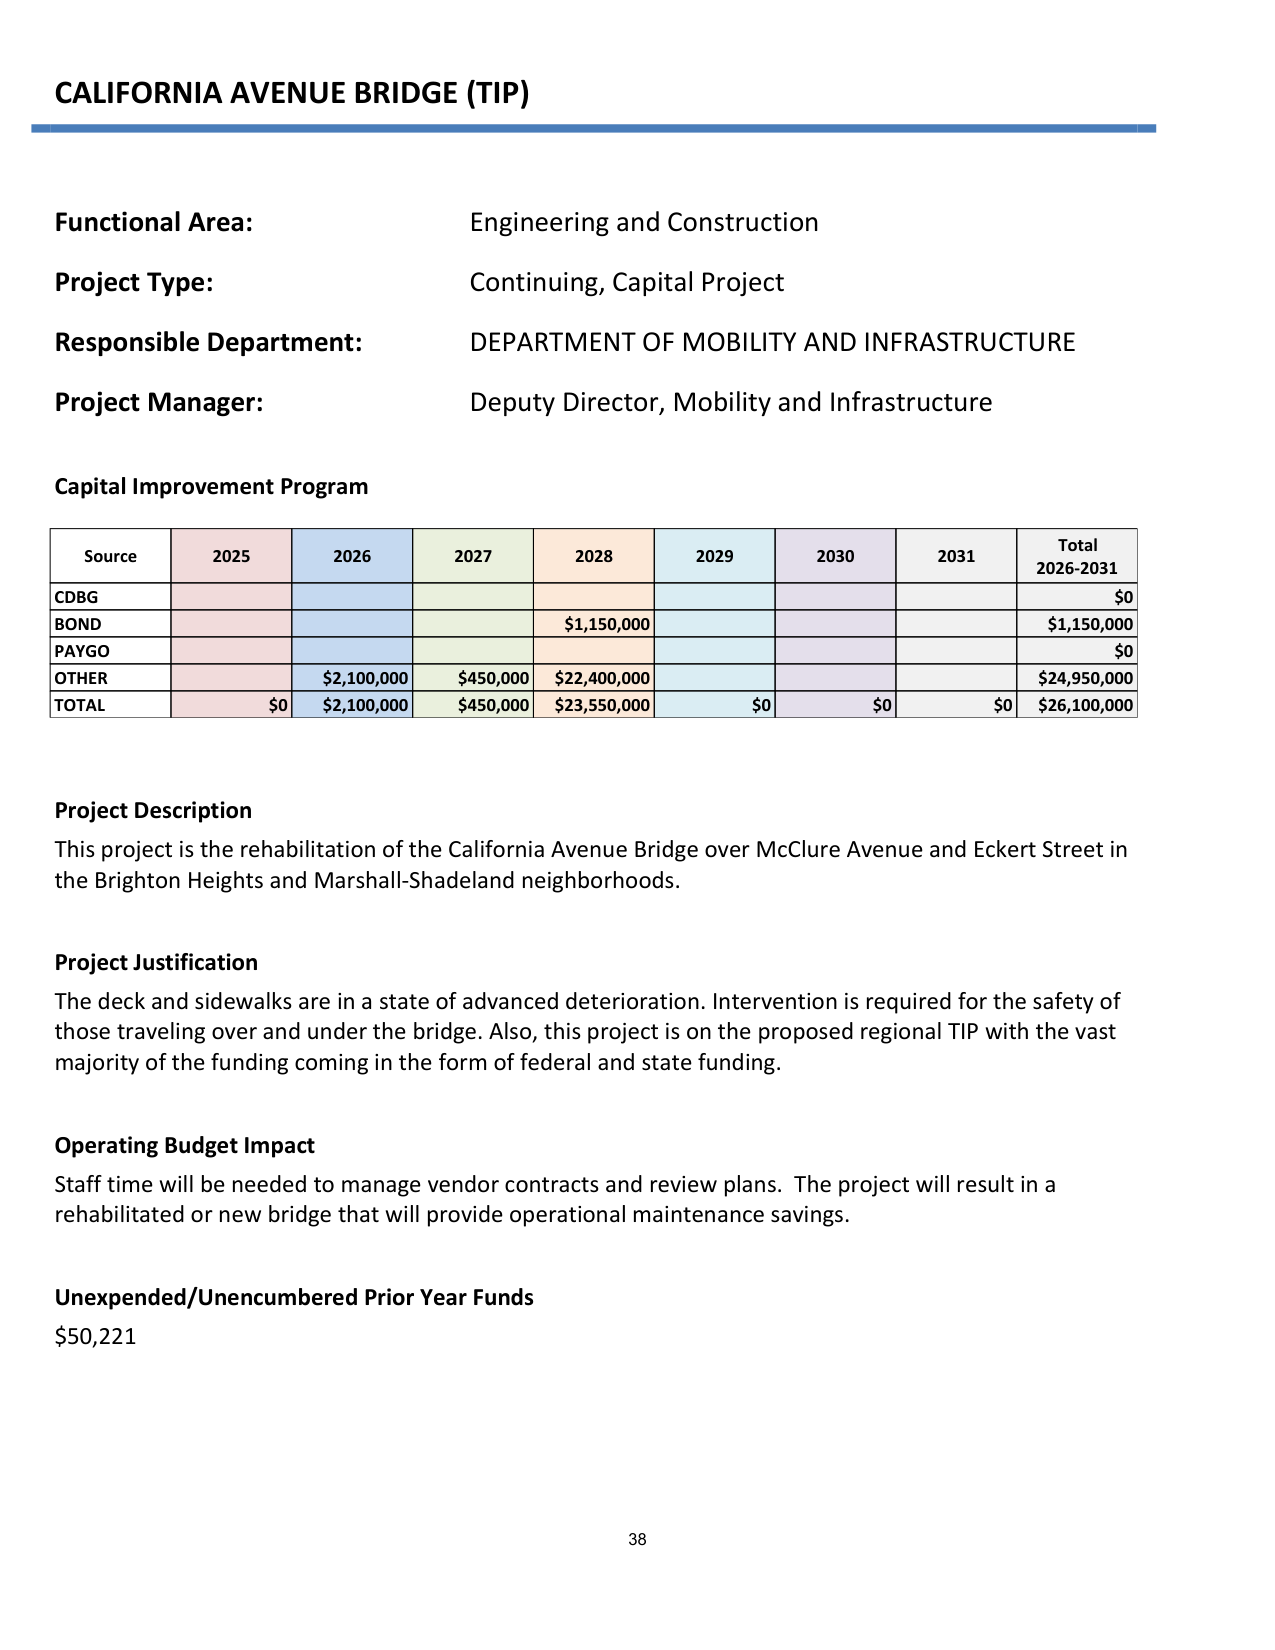 CALIFORNIA AVENUE BRIDGE (TIP)
Functional Area: Engineering and Construction
Project Type: Continuing, Capital Project
Responsible Department: DEPARTMENT OF MOBILITY AND INFRASTRUCTURE
Project Manager: Deputy Director, Mobility and Infrastructure
Capital Improvement Program
Source 2025 2026 2027 2028 2029 2030 2031 Total 2026-2031
CDBG $0
BOND $1,150,000 $1,150,000
PAYGO $0
OTHER $2,100,000 $450,000 $22,400,000 $24,950,000
TOTAL $0 $2,100,000 $450,000 $23,550,000 $0 $0 $0 $26,100,000
Project Description
This project is the rehabilitation of the California Avenue Bridge over McClure Avenue and Eckert Street in
the Brighton Heights and Marshall-Shadeland neighborhoods.
Project Justification
The deck and sidewalks are in a state of advanced deterioration. Intervention is required for the safety of
those traveling over and under the bridge. Also, this project is on the proposed regional TIP with the vast
majority of the funding coming in the form of federal and state funding.
Operating Budget Impact
Staff time will be needed to manage vendor contracts and review plans.  The project will result in a
rehabilitated or new bridge that will provide operational maintenance savings.
Unexpended/Unencumbered Prior Year Funds
$50,221
38